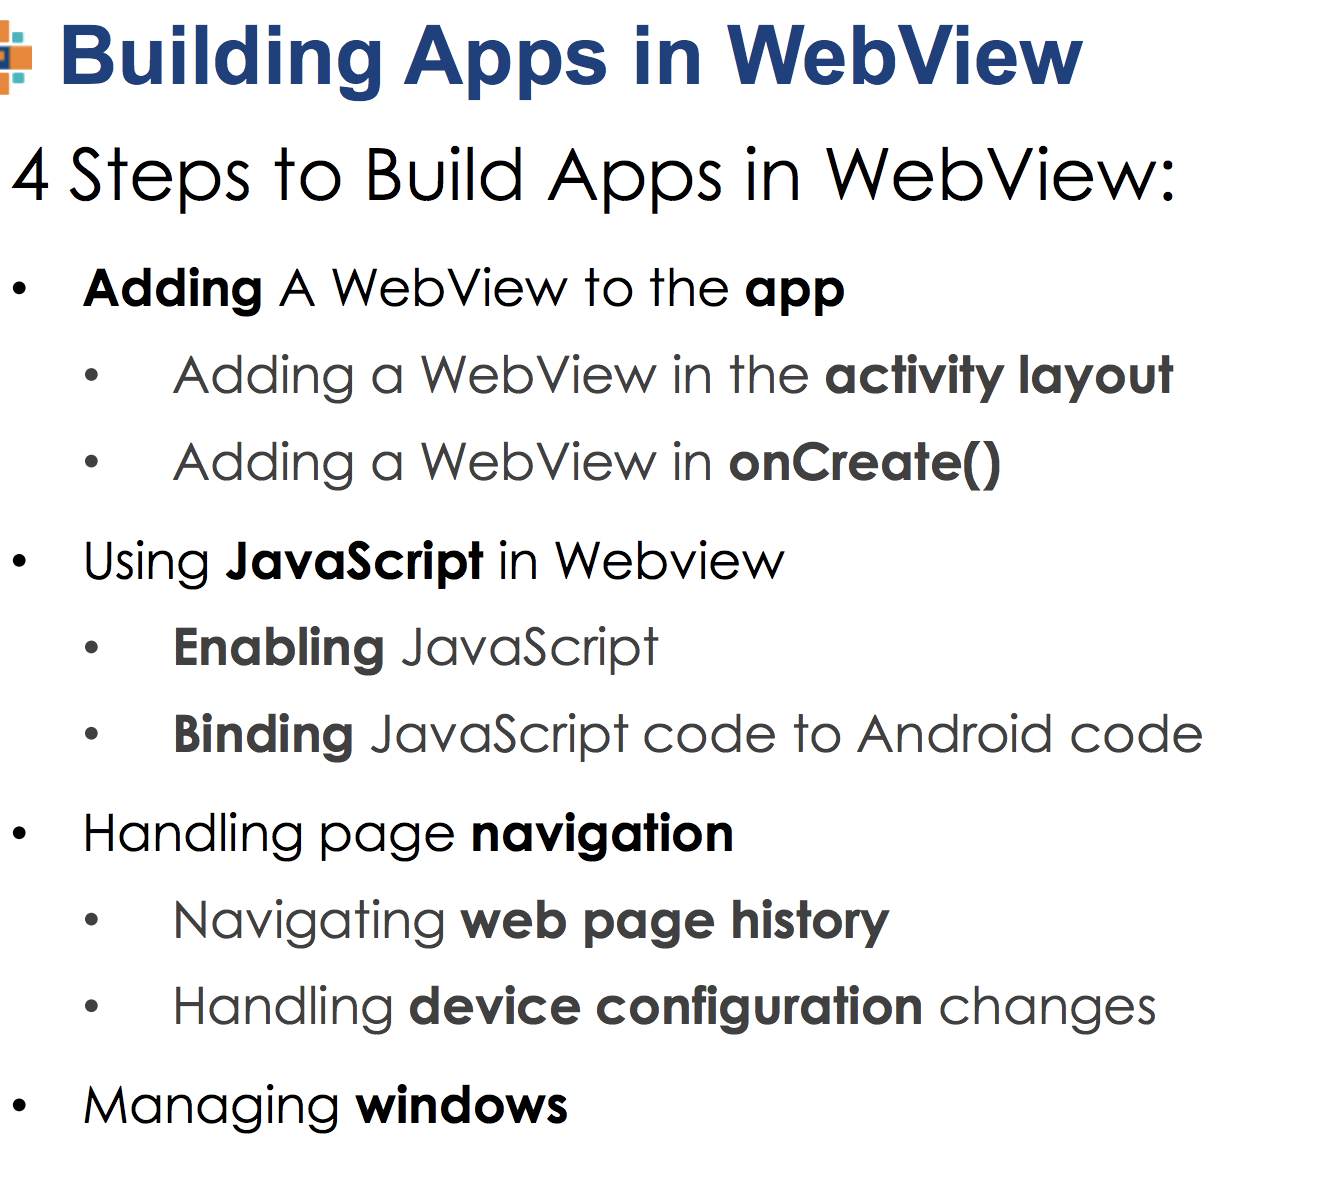 Building Apps in WebView
4 Steps to Build Apps in WebView:
• Adding A WebView to the app
• Adding a WebView in the activity layout
• Adding a WebView in onCreate()
• Using JavaScript in Webview
• Enabling JavaScript
• Binding JavaScript code to Android code
• Handling page navigation
• Navigating web page history
• Handling device configuration changes
• Managing windows